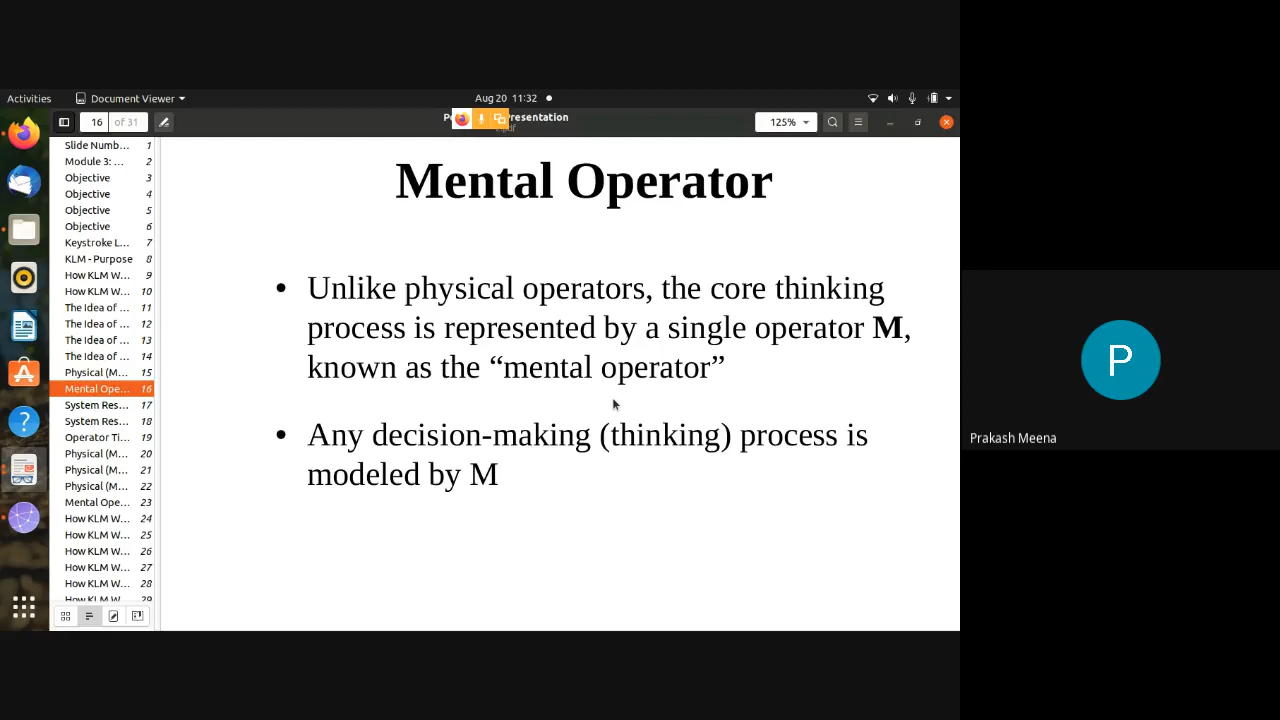 Activities
Document Viewer
Aug 20 11:32
16 of 31
Presentation
125%
Slide Numb... 1
Module 3: ... 2
Objective 3
Objective 4
Objective 5
Objective 6
Keystroke L... 7
KLM - Purpose 8
How KLM W... 9
How KLM W... 10
The Idea of ... 11
The Idea of ... 12
The Idea of ... 13
The Idea of ... 14
Physical (M... 15
Mental Ope... 16
System Res... 17
System Res... 18
Operator Ti... 19
Physical (M... 20
Physical (M... 21
Physical (M... 22
Mental Ope... 23
How KLM W... 24
How KLM W... 25
How KLM W... 26
How KLM W... 27
How KLM W... 28
How KLM W... 29
Mental Operator
• Unlike physical operators, the core thinking
process is represented by a single operator M,
known as the “mental operator”
• Any decision-making (thinking) process is
modeled by M
P
Prakash Meena